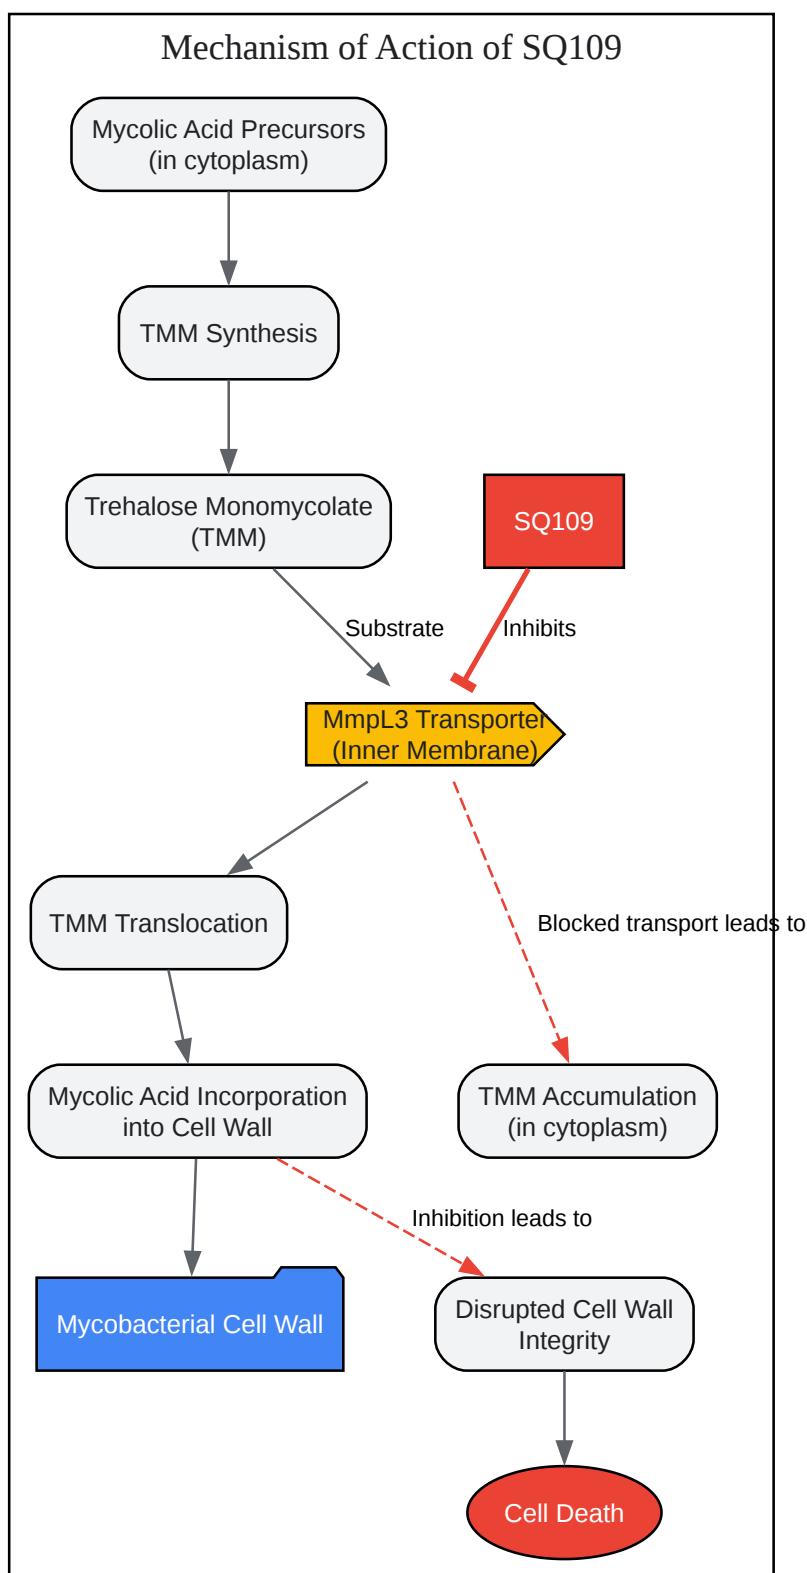 Mechanism of Action of SQ109
Mycolic Acid Precursors
(in cytoplasm)
TMM Synthesis
Trehalose Monomycolate
(TMM)
SQ109
Substrate
Inhibits
MmpL3 Transporter
(Inner Membrane)
TMM Translocation
Blocked transport leads to
Mycolic Acid Incorporation
into Cell Wall
TMM Accumulation
(in cytoplasm)
Inhibition leads to
Mycobacterial Cell Wall
Disrupted Cell Wall
Integrity
Cell Death